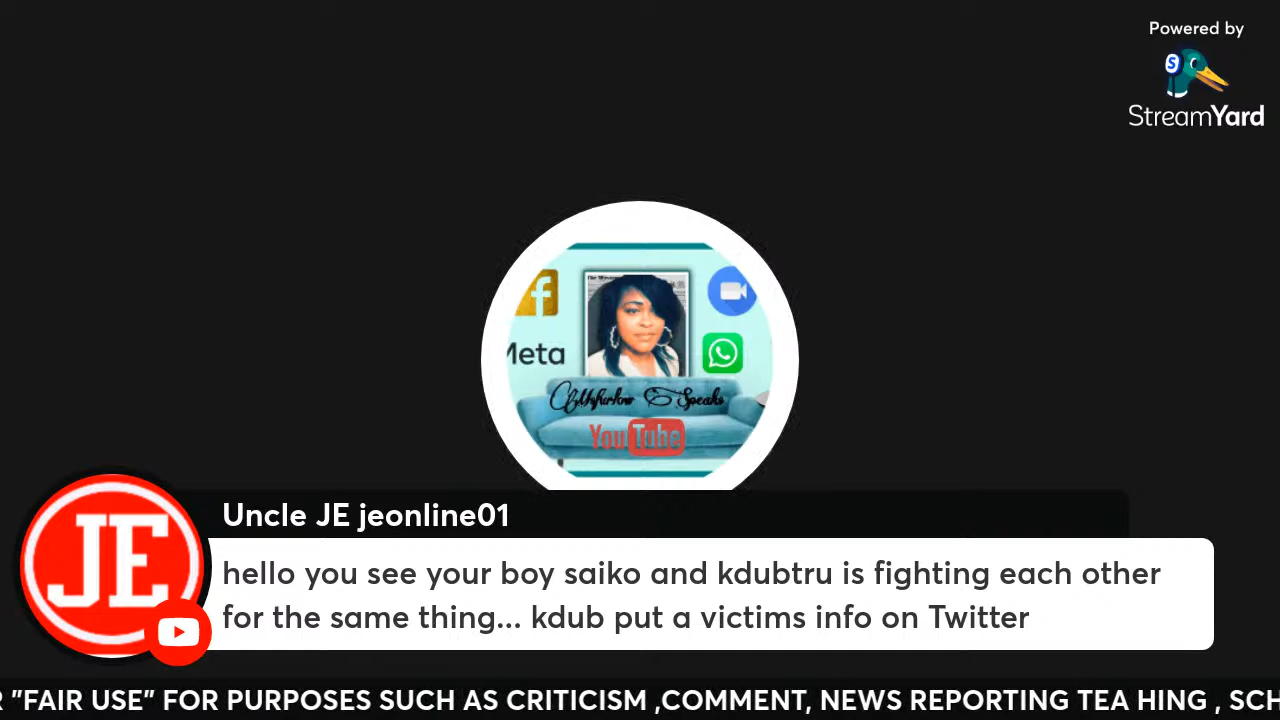 Powered by
S
StreamYard
f
Meta
Speaks
YouTube
JE
Uncle JE jeonline01
hello you see your boy saiko and kdubtru is fighting each other
for the same thing... kdub put a victims info on Twitter
R "FAIR USE" FOR PURPOSES SUCH AS CRITICISM ,COMMENT, NEWS REPORTING TEA HING , SCH